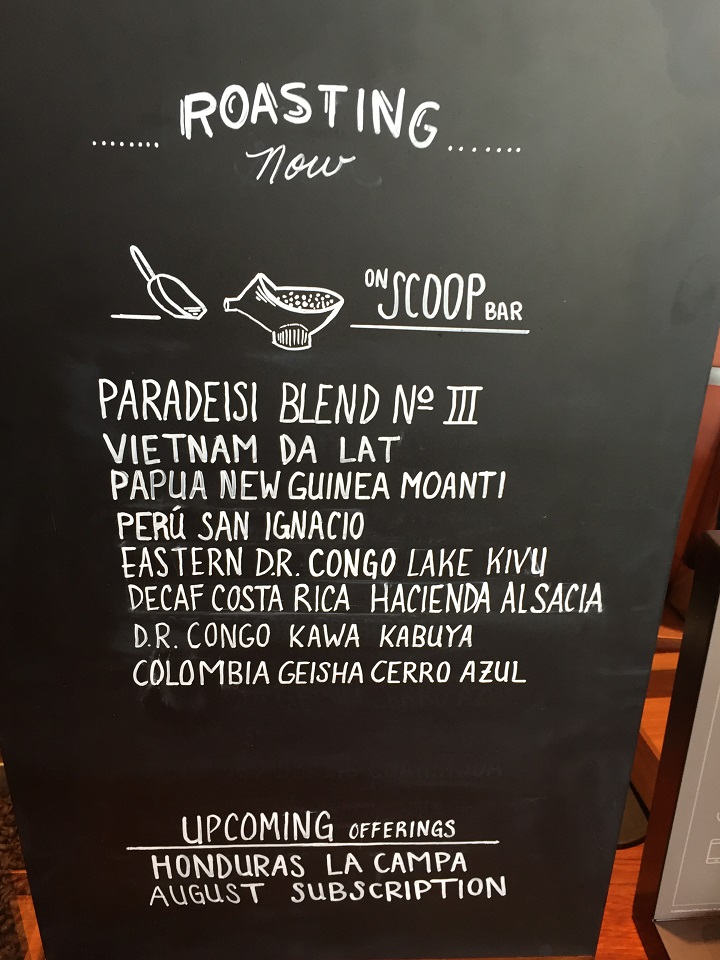 ROASTING
Now
ON SCOOP BAR
PARADEISI BLEND Nº III
VIETNAM DA LAT
PAPUA NEW GUINEA MOANTI
PERÚ SAN IGNACIO
EASTERN D.R. CONGO LAKE KIVU
DECAF COSTA RICA HACIENDA ALSACIA
D.R. CONGO KAWA KABUYA
COLOMBIA GEISHA CERRO AZUL
UPCOMING OFFERINGS
HONDURAS LA CAMPA
AUGUST SUBSCRIPTION